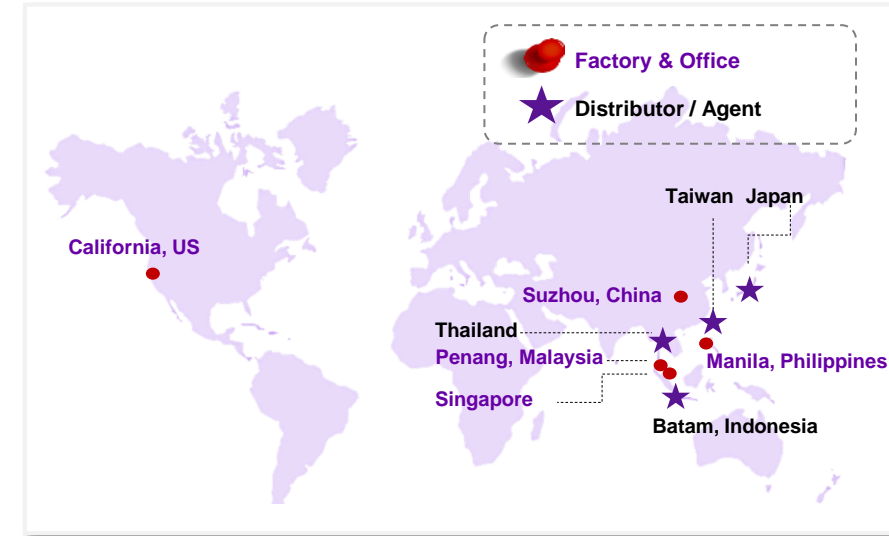 Factory & Office
Distributor / Agent
Taiwan Japan
California, US
Suzhou, China
Thailand
Penang, Malaysia
Manila, Philippines
Singapore
Batam, Indonesia